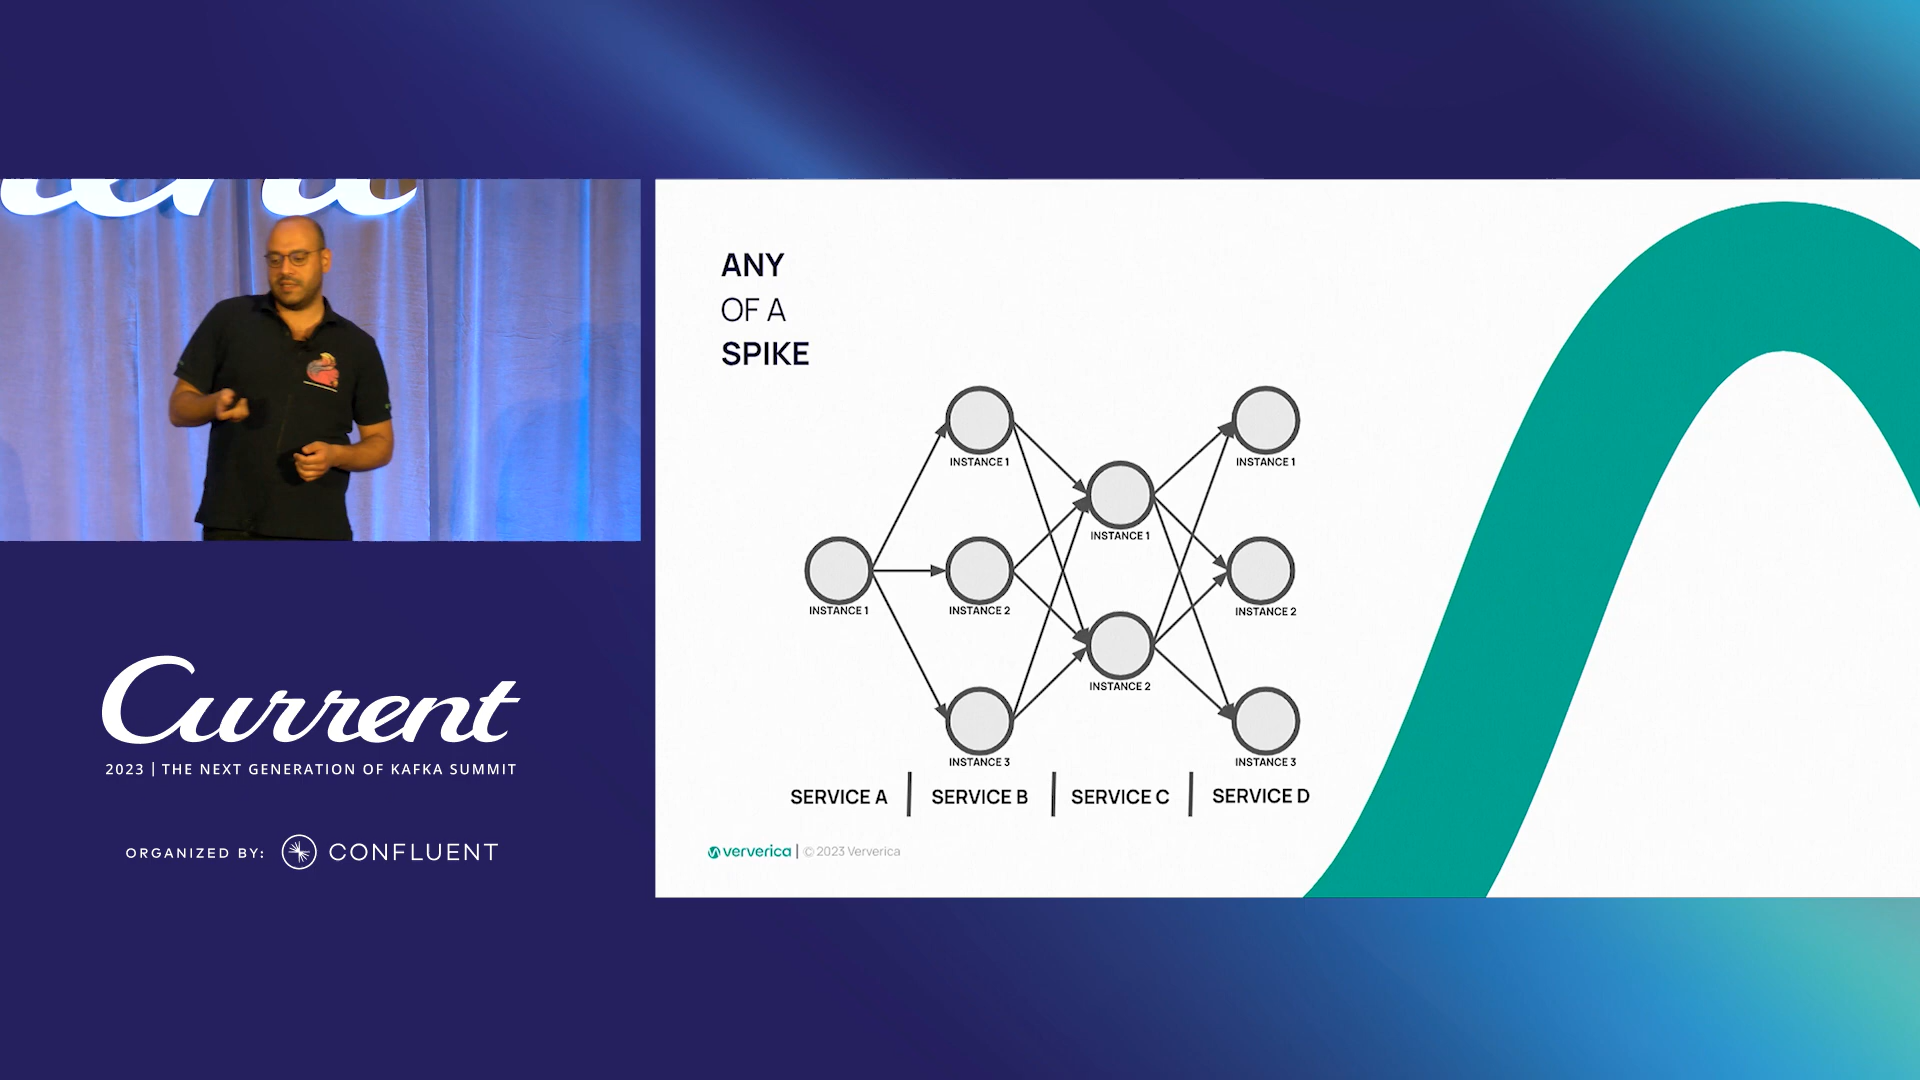 ANY
OF A
SPIKE
INSTANCE 1
INSTANCE 1
INSTANCE 1
INSTANCE 1
INSTANCE 2
INSTANCE 2
INSTANCE 2
INSTANCE 3
INSTANCE 3
SERVICE A | SERVICE B | SERVICE C | SERVICE D
ververica | © 2023 Ververica
Current
2023 | THE NEXT GENERATION OF KAFKA SUMMIT
ORGANIZED BY: CONFLUENT